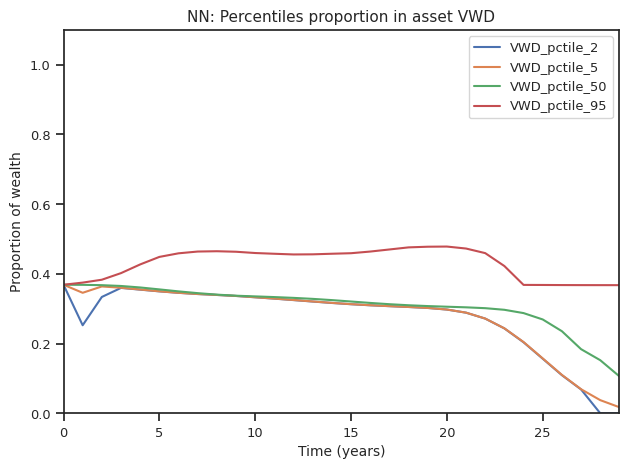 NN: Percentiles proportion in asset VWD
VWD_pctile_2
VWD_pctile_5
VWD_pctile_50
VWD_pctile_95
Proportion of wealth
1.0
0.8
0.6
0.4
0.2
0.0
0 5 10 15 20 25
Time (years)